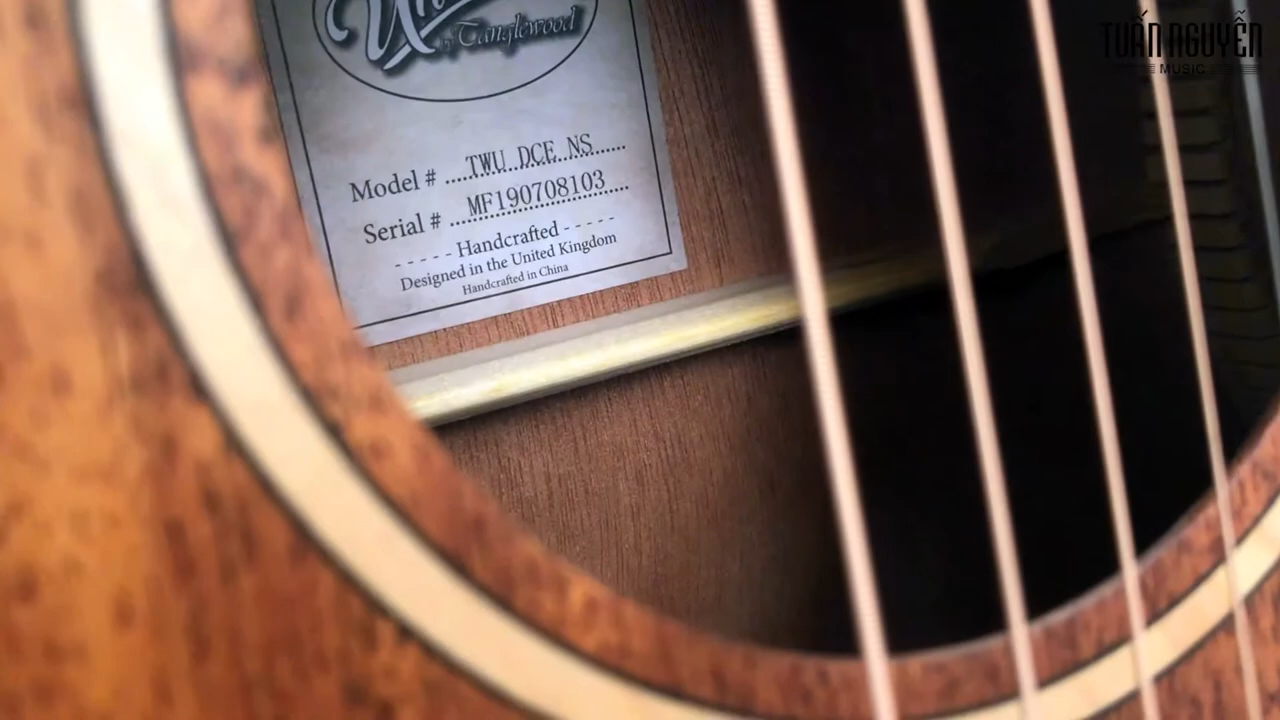 TUẤN NGUYỄN
MUSIC
by Tanglewood
Model # TWU DCE NS
Serial # MF190708103
- - - - - Handcrafted - - - - -
Designed in the United Kingdom
Handcrafted in China